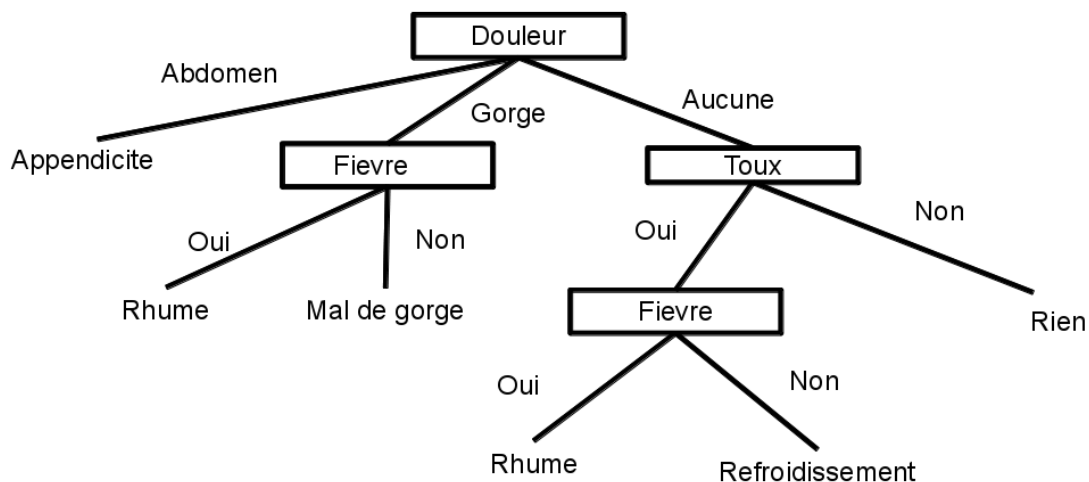 Douleur
Abdomen
Gorge
Aucune
Appendicite
Fievre
Toux
Oui
Non
Oui
Non
Rhume
Mal de gorge
Fievre
Rien
Oui
Non
Rhume
Refroidissement